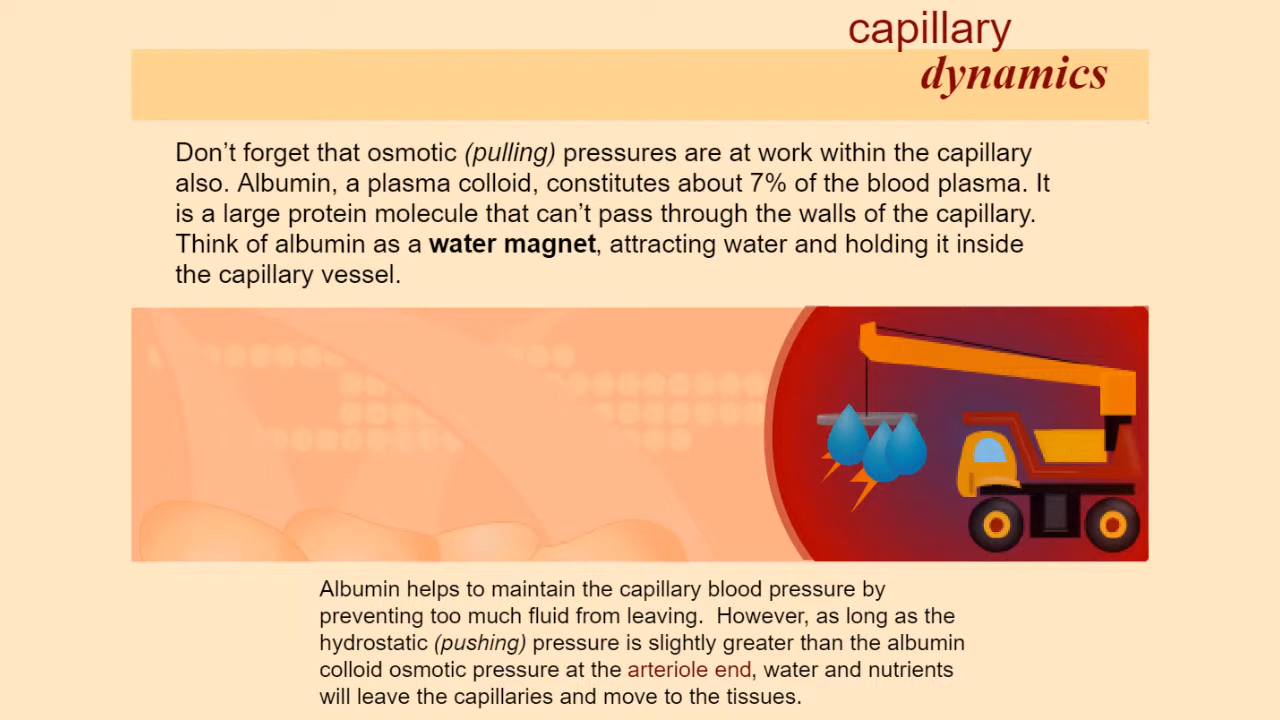 capillary
dynamics
Don’t forget that osmotic (pulling) pressures are at work within the capillary
also. Albumin, a plasma colloid, constitutes about 7% of the blood plasma. It
is a large protein molecule that can’t pass through the walls of the capillary.
Think of albumin as a water magnet, attracting water and holding it inside
the capillary vessel.
Albumin helps to maintain the capillary blood pressure by
preventing too much fluid from leaving.  However, as long as the
hydrostatic (pushing) pressure is slightly greater than the albumin
colloid osmotic pressure at the arteriole end, water and nutrients
will leave the capillaries and move to the tissues.